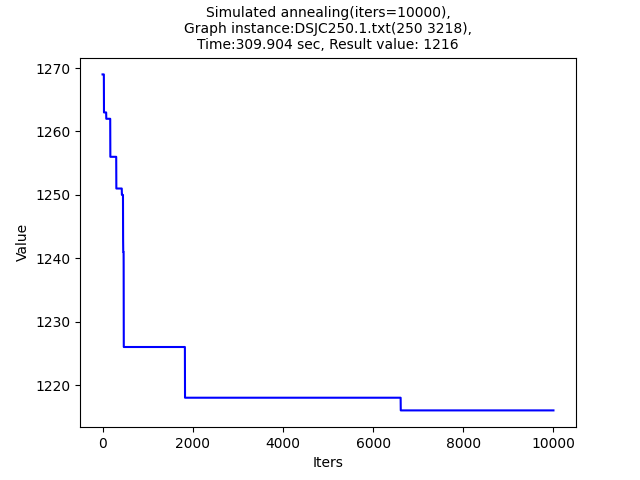 Simulated annealing(iters=10000),
Graph instance:DSJC250.1.txt(250 3218),
Time:309.904 sec, Result value: 1216
1270
1260
1250
1240
1230
1220
Value
0 2000 4000 6000 8000 10000
Iters